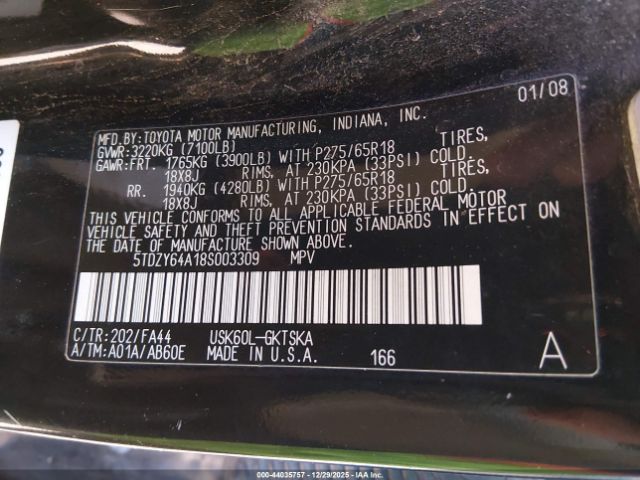 01/08
MFD.BY:TOYOTA MOTOR MANUFACTURING, INDIANA, INC.
GVWR:3220KG (7100LB)
GAWR:FRT. 1765KG (3900LB) WITH P275/65R18 TIRES,
18X8J RIMS, AT 230KPA (33PSI) COLD.
RR. 1940KG (4280LB) WITH P275/65R18 TIRES,
18X8J RIMS, AT 230KPA (33PSI) COLD.
THIS VEHICLE CONFORMS TO ALL APPLICABLE FEDERAL MOTOR
VEHICLE SAFETY AND THEFT PREVENTION STANDARDS IN EFFECT ON
THE DATE OF MANUFACTURE SHOWN ABOVE.
5TDZY64A18S003309 MPV
C/TR:202/FA44 USK60L-GKTSKA
A/TM:A01A/AB60E MADE IN U.S.A. 166 A
©-44035757 - 12/29/2025 - IAA Inc.